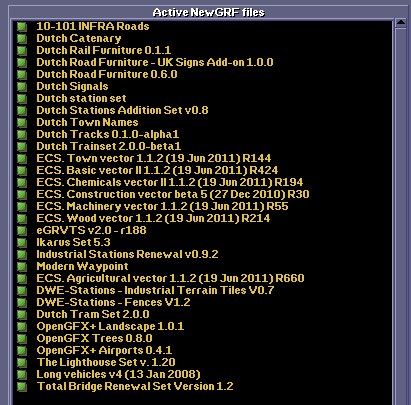 Active NewGRF files
10-101 INFRA Roads
Dutch Catenary
Dutch Rail Furniture 0.1.1
Dutch Road Furniture - UK Signs Add-on 1.0.0
Dutch Road Furniture 0.6.0
Dutch Signals
Dutch station set
Dutch Stations Addition Set v0.8
Dutch Town Names
Dutch Tracks 0.1.0-alpha1
Dutch Trainset 2.0.0-beta1
ECS. Town vector 1.1.2 (19 Jun 2011) R144
ECS. Basic vector II 1.1.2 (19 Jun 2011) R424
ECS. Chemicals vector II 1.1.2 (19 Jun 2011) R194
ECS. Construction vector beta 5 (27 Dec 2010) R30
ECS. Machinery vector 1.1.2 (19 Jun 2011) R55
ECS. Wood vector 1.1.2 (19 Jun 2011) R214
eGRVTS v2.0 - r188
Ikarus Set 5.3
Industrial Stations Renewal v0.9.2
Modern Waypoint
ECS. Agricultural vector 1.1.2 (19 Jun 2011) R660
DWE-Stations - Industrial Terrain Tiles V0.7
DWE-Stations - Fences V1.2
Dutch Tram Set 2.0.0
OpenGFX+ Landscape 1.0.1
OpenGFX Trees 0.8.0
OpenGFX+ Airports 0.4.1
The Lighthouse Set v. 1.20
Long vehicles v4 (13 Jan 2008)
Total Bridge Renewal Set Version 1.2